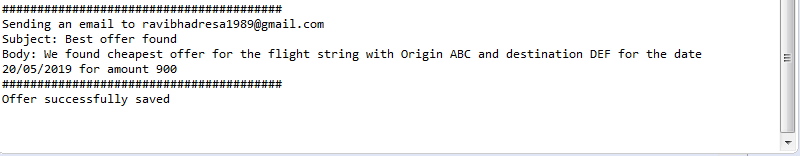 ########################################
Sending an email to ravibhadresa1989@gmail.com
Subject: Best offer found
Body: We found cheapest offer for the flight string with Origin ABC and destination DEF for the date
20/05/2019 for amount 900
########################################
Offer successfully saved